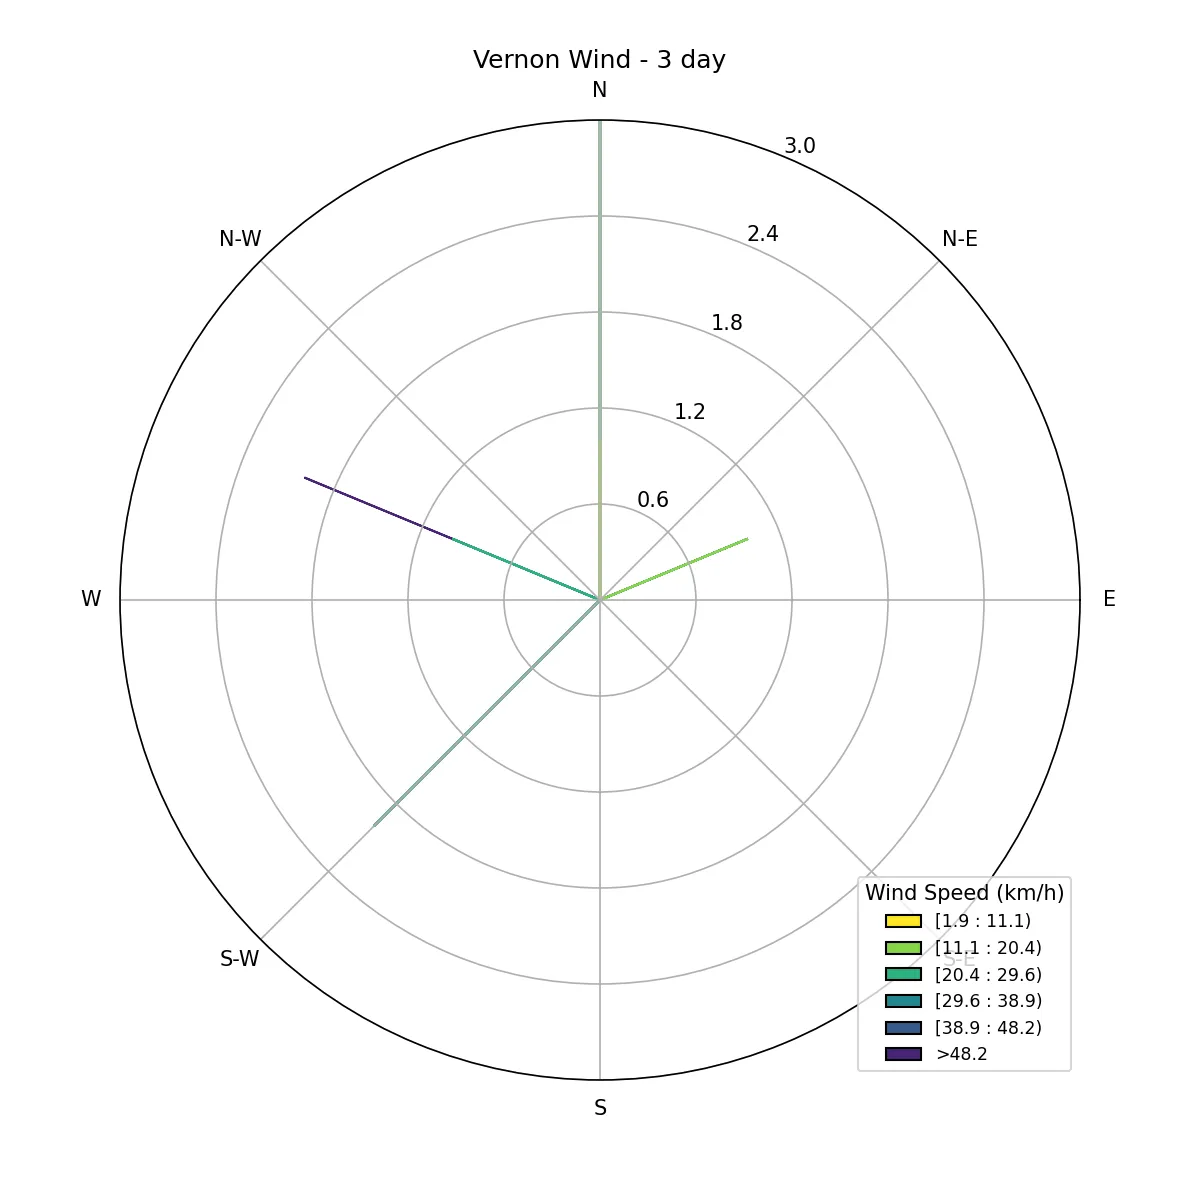 Vernon Wind - 3 day
N
3.0
N-W
N-E
2.4
1.8
1.2
0.6
W
E
S-W
S-E
S
Wind Speed (km/h)
[1.9 : 11.1)
[11.1 : 20.4)
[20.4 : 29.6)
[29.6 : 38.9)
[38.9 : 48.2)
>48.2